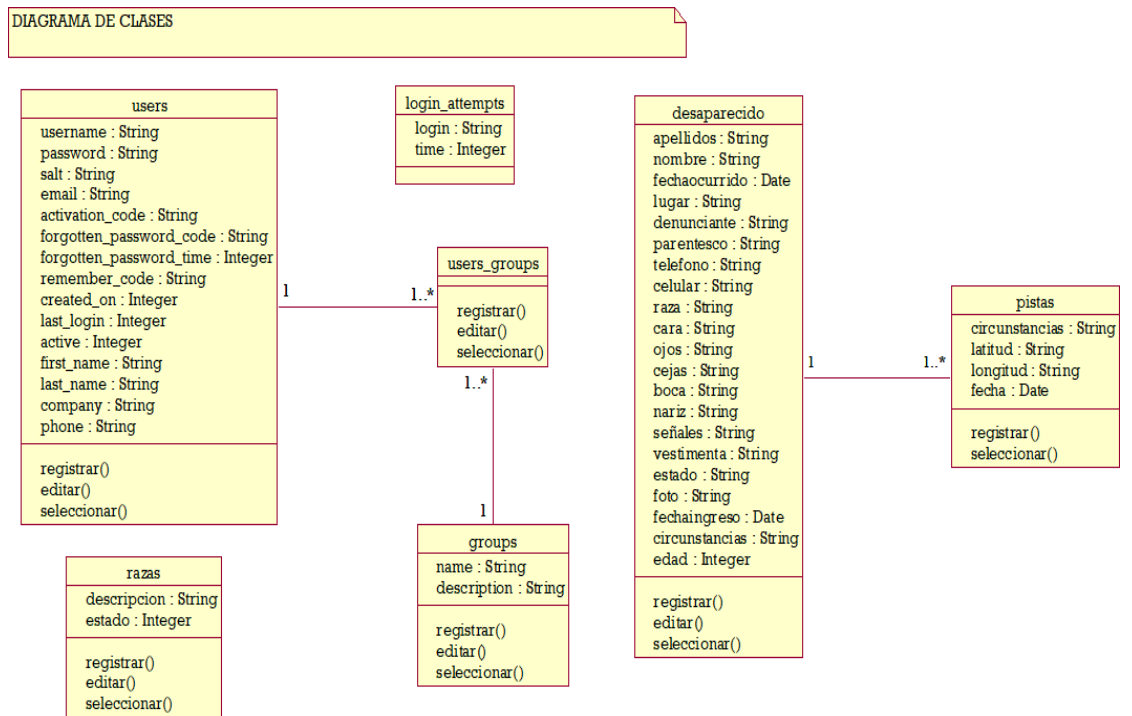 DIAGRAMA DE CLASES
users
username : String
password : String
salt : String
email : String
activation_code : String
forgotten_password_code : String
forgotten_password_time : Integer
remember_code : String
created_on : Integer
last_login : Integer
active : Integer
first_name : String
last_name : String
company : String
phone : String
registrar()
editar()
seleccionar()
login_attempts
login : String
time : Integer
1
1..*
users_groups
registrar()
editar()
seleccionar()
1..*
1
groups
name : String
description : String
registrar()
editar()
seleccionar()
razas
descripcion : String
estado : Integer
registrar()
editar()
seleccionar()
desaparecido
apellidos : String
nombre : String
fechaocurrido : Date
lugar : String
denunciante : String
parentesco : String
telefono : String
celular : String
raza : String
cara : String
ojos : String
cejas : String
boca : String
nariz : String
señales : String
vestimenta : String
estado : String
foto : String
fechaingreso : Date
circunstancias : String
edad : Integer
registrar()
editar()
seleccionar()
1
1..*
pistas
circunstancias : String
latitud : String
longitud : String
fecha : Date
registrar()
seleccionar()